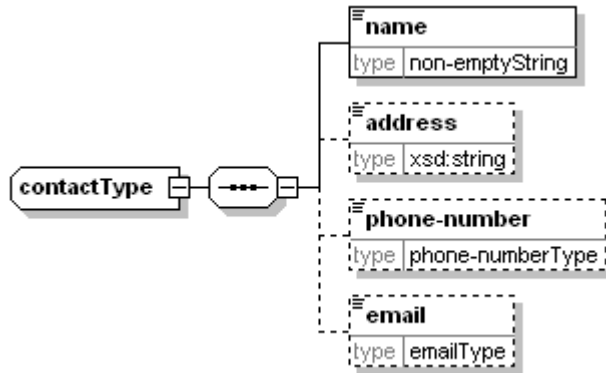 name
type non-emptyString
address
type xsd:string
contactType
phone-number
type phone-numberType
email
type emailType